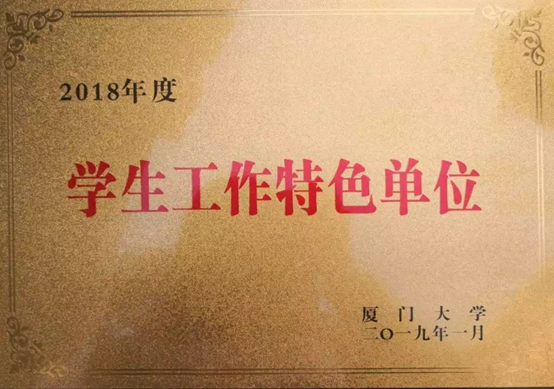 2018年度
学生工作特色单位
厦门大学
二〇一九年一月